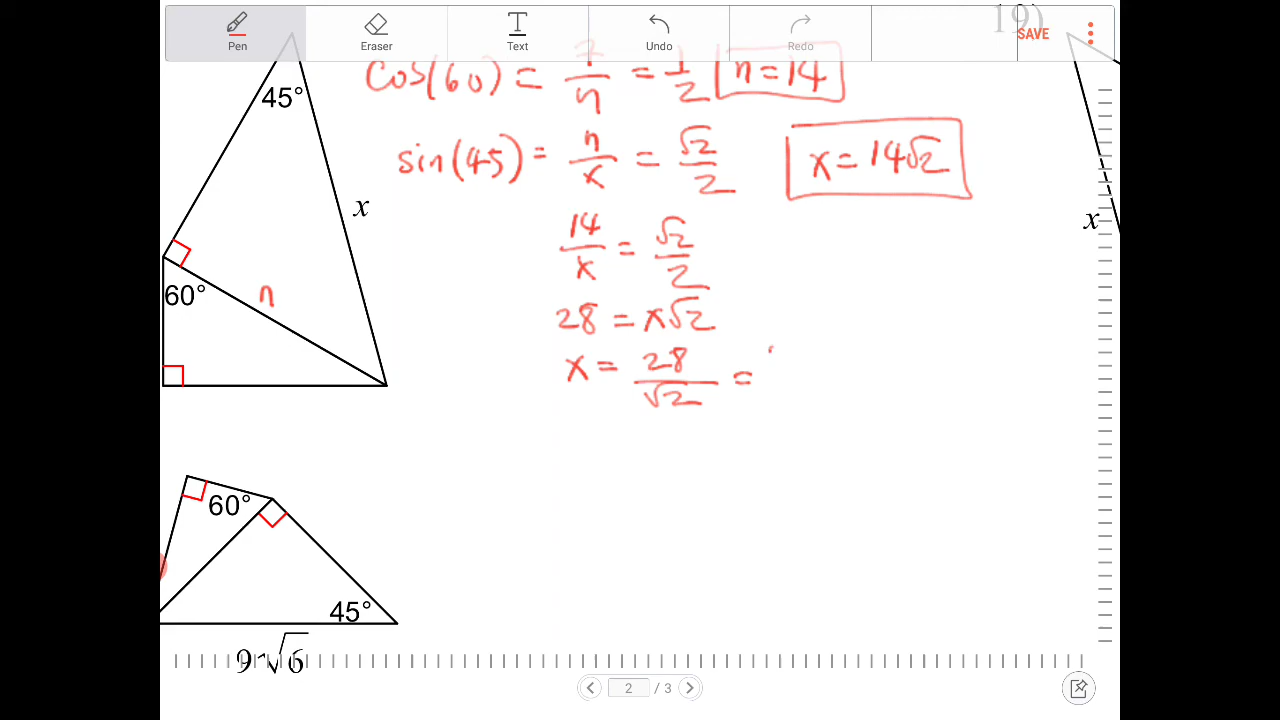 Pen Eraser Text Undo Redo SAVE
19)
cos(60) = 7/n = 1/2 n = 14
45°
sin(45) = n/x = √2/2 x = 14√2
x
x
14/x = √2/2
60° n
28 = x√2
x = 28/√2 =
60°
45°
9√6
2 / 3